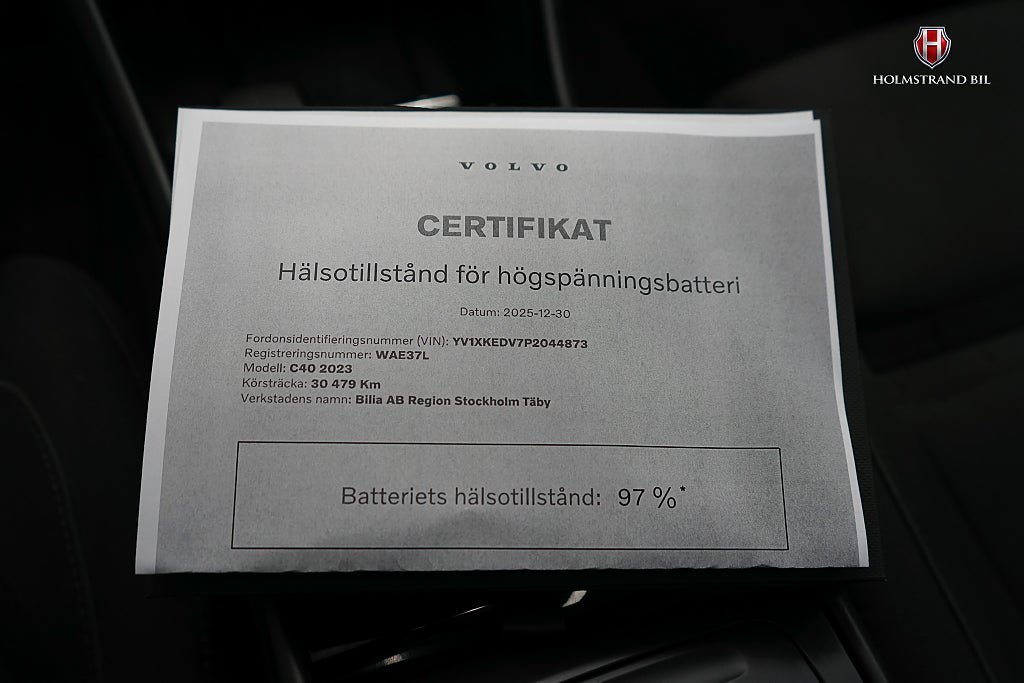 H
HOLMSTRAND BIL
VOLVO
CERTIFIKAT
Hälsotillstånd för högspänningsbatteri
Datum: 2025-12-30
Fordonsidentifieringsnummer (VIN): YV1XKEDV7P2044873
Registreringsnummer: WAE37L
Modell: C40 2023
Körsträcka: 30 479 Km
Verkstadens namn: Bilia AB Region Stockholm Täby
Batteriets hälsotillstånd: 97 %*